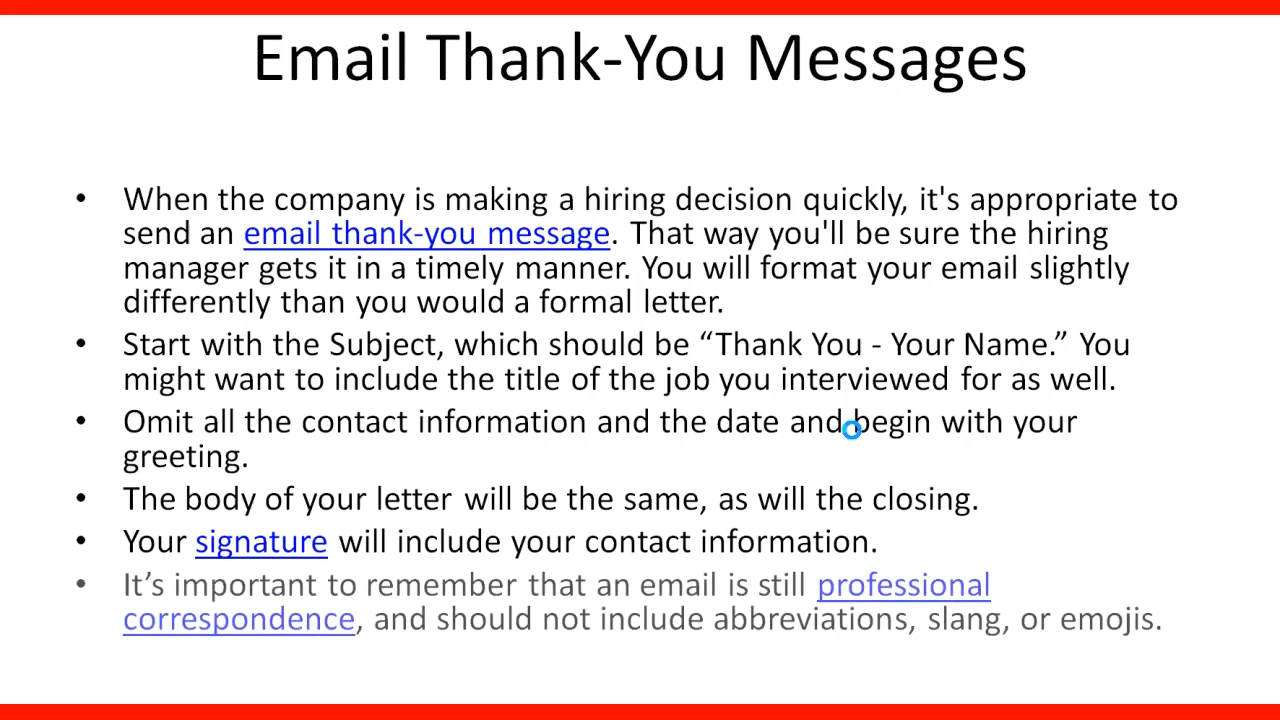 Email Thank-You Messages
• When the company is making a hiring decision quickly, it's appropriate to
send an email thank-you message. That way you'll be sure the hiring
manager gets it in a timely manner. You will format your email slightly
differently than you would a formal letter.
• Start with the Subject, which should be “Thank You - Your Name.” You
might want to include the title of the job you interviewed for as well.
• Omit all the contact information and the date and begin with your
greeting.
• The body of your letter will be the same, as will the closing.
• Your signature will include your contact information.
• It’s important to remember that an email is still professional
correspondence, and should not include abbreviations, slang, or emojis.